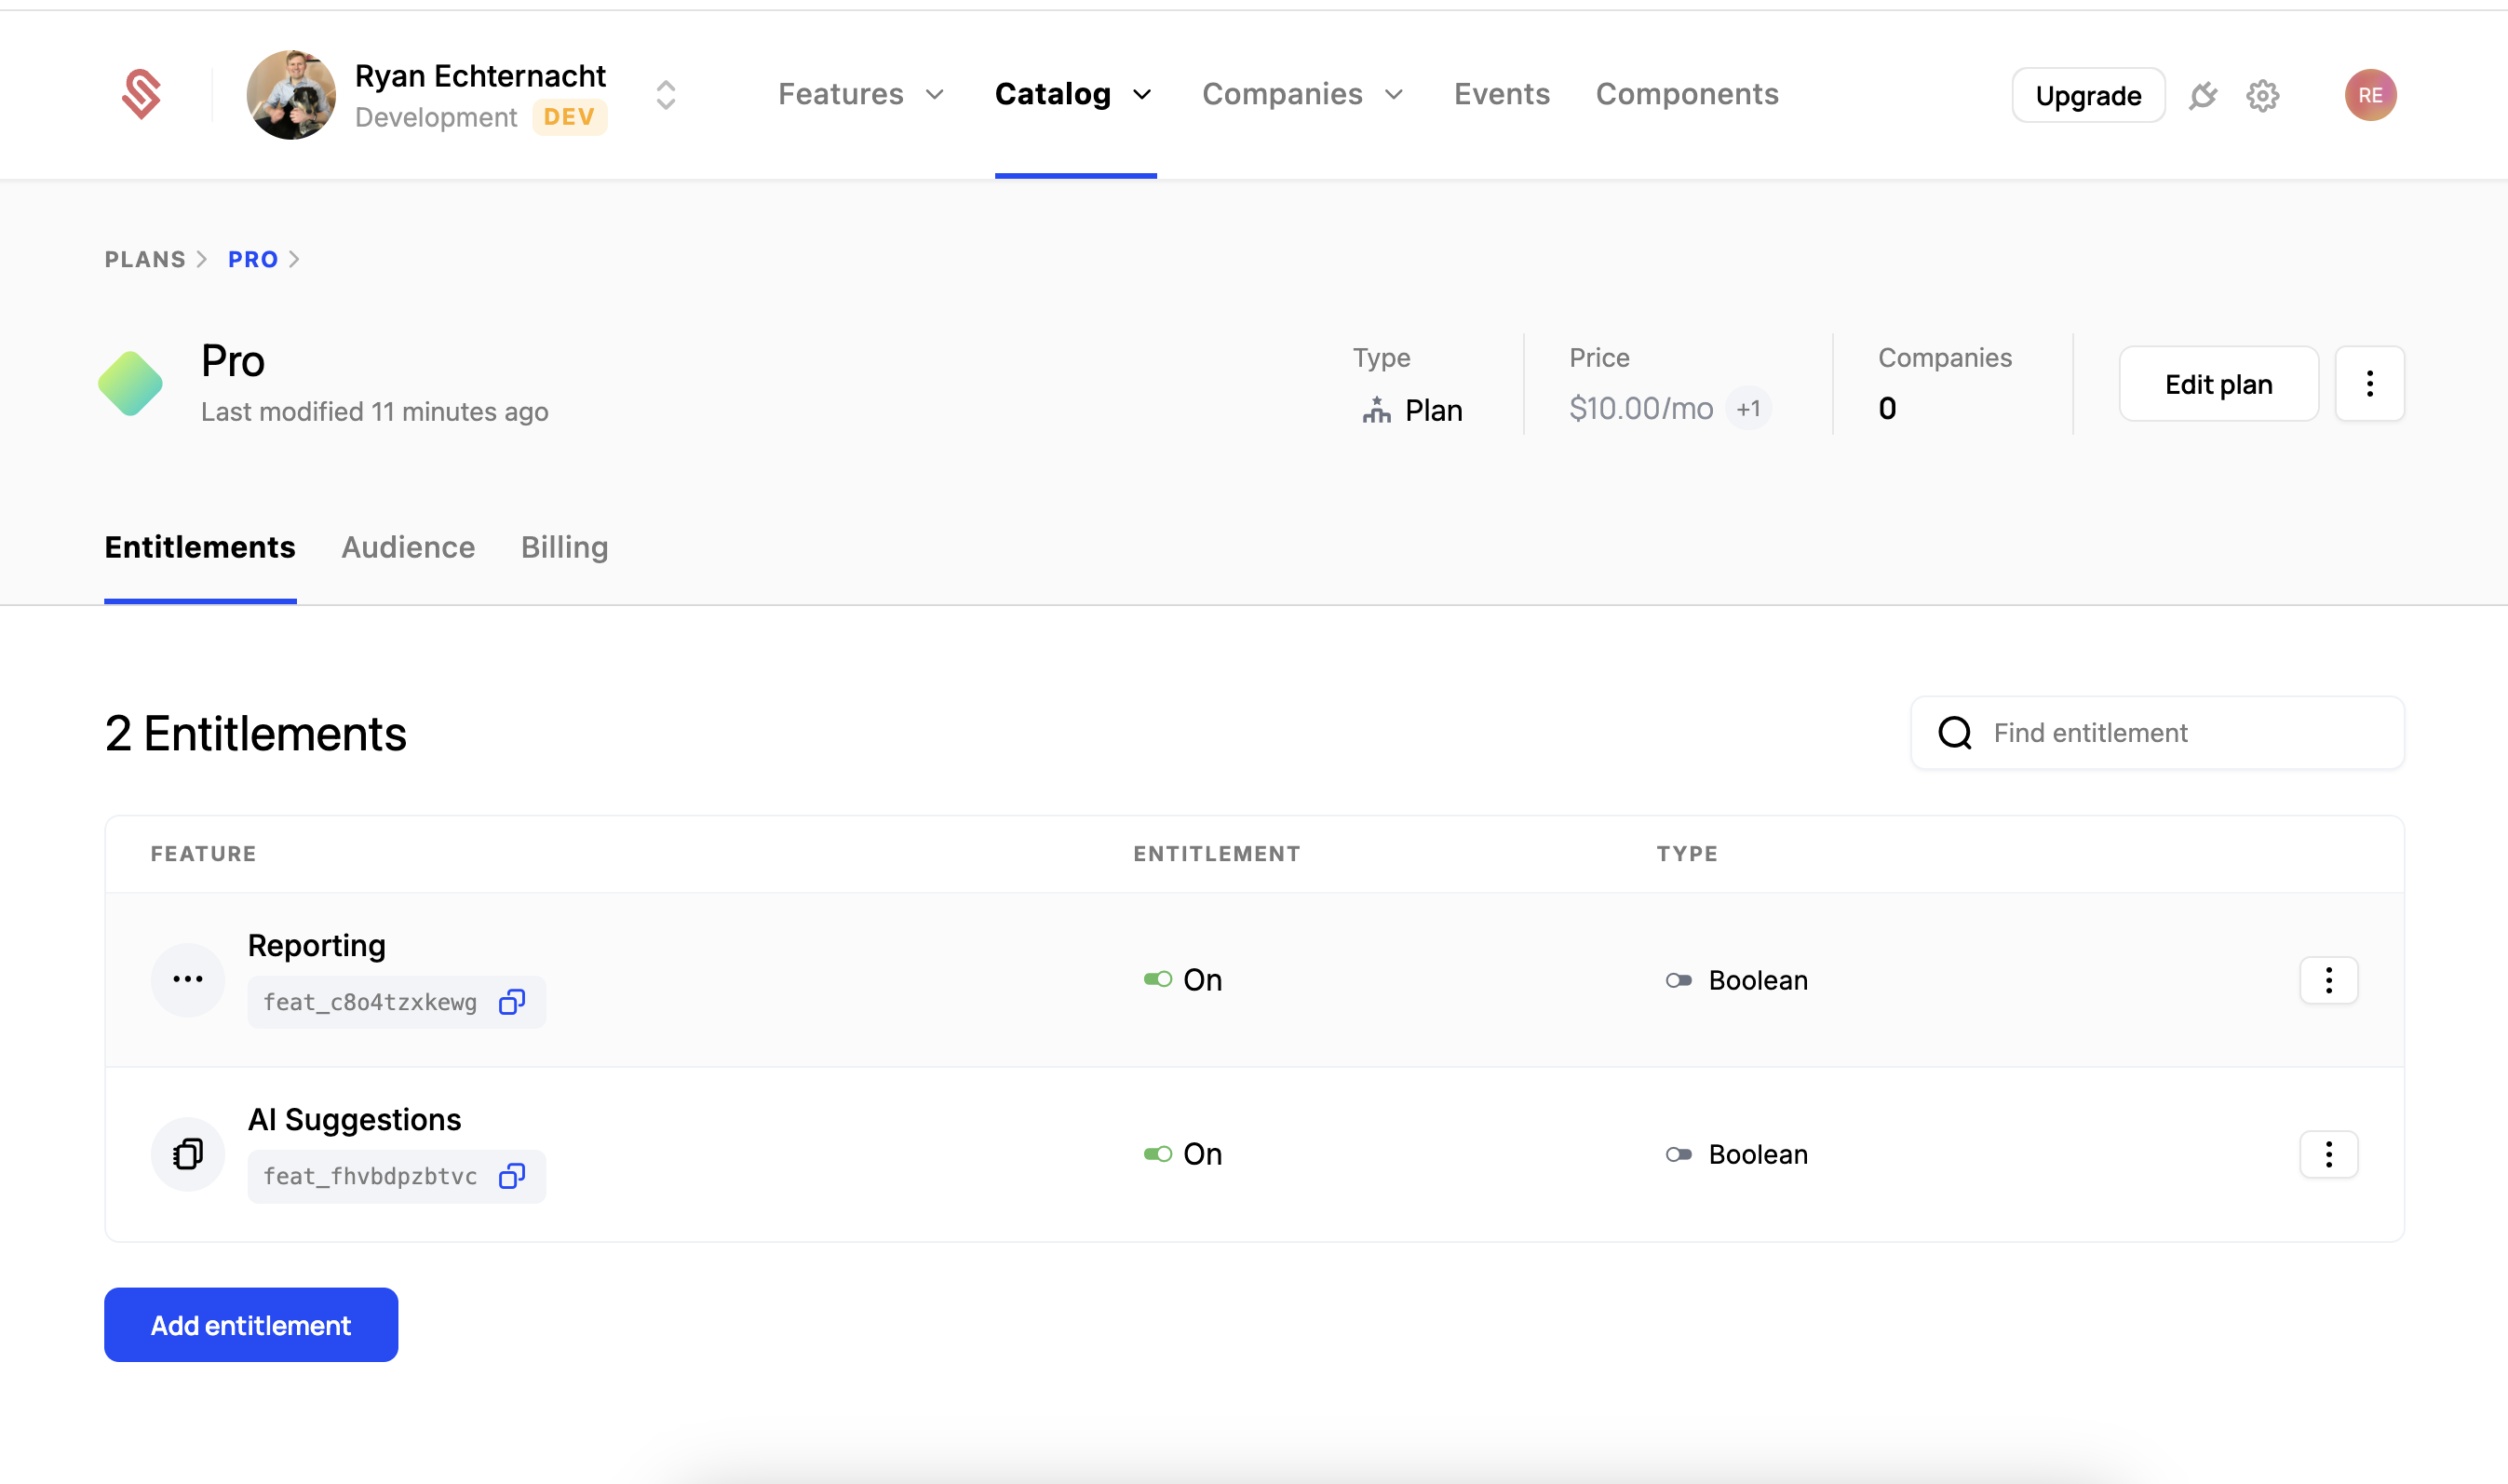 Ryan Echternacht
Development DEV
Features
Catalog
Companies
Events
Components
Upgrade
RE
PLANS
PRO
Pro
Last modified 11 minutes ago
Type
Plan
Price
$10.00/mo +1
Companies
0
Edit plan
Entitlements
Audience
Billing
2 Entitlements
Find entitlement
FEATURE
ENTITLEMENT
TYPE
Reporting
feat_c8o4tzxkewg
On
Boolean
AI Suggestions
feat_fhvbdpzbtvc
On
Boolean
Add entitlement